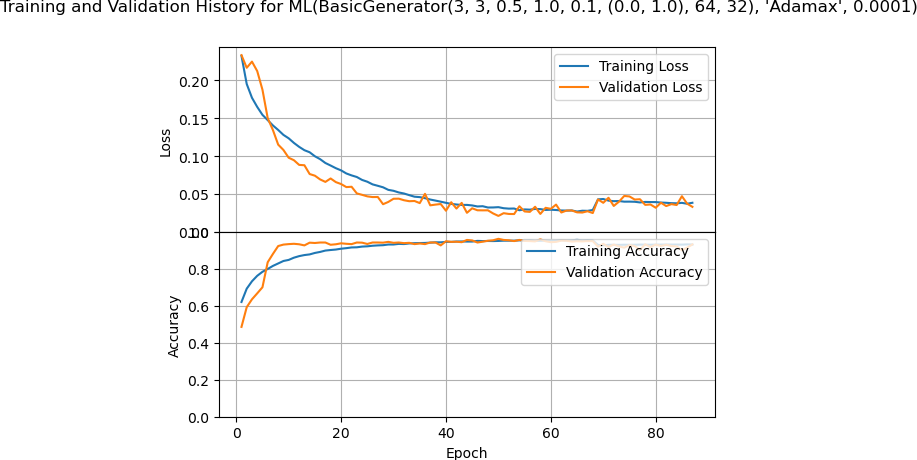 Training and Validation History for ML(BasicGenerator(3, 3, 0.5, 1.0, 0.1, (0.0, 1.0), 64, 32), 'Adamax', 0.0001)
Loss
0.20
0.15
0.10
0.05
0.00
Training Loss
Validation Loss
Accuracy
1.0
0.8
0.6
0.4
0.2
0.0
Training Accuracy
Validation Accuracy
0 20 40 60 80
Epoch